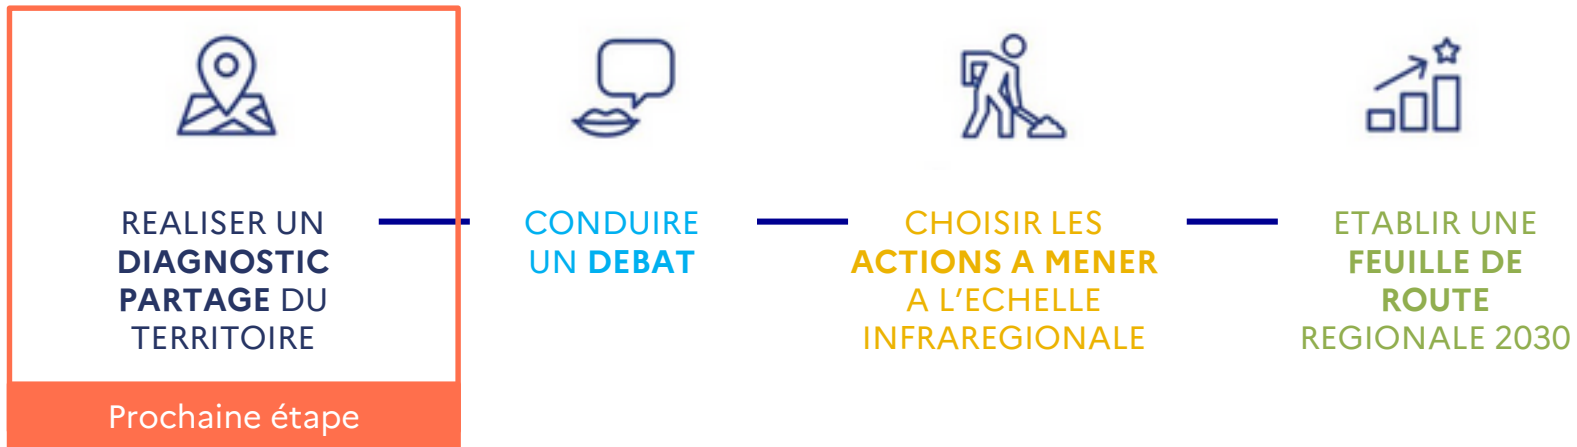 REALISER UN
DIAGNOSTIC
PARTAGE DU
TERRITOIRE
Prochaine étape
CONDUIRE
UN DEBAT
CHOISIR LES
ACTIONS A MENER
A L’ECHELLE
INFRAREGIONALE
ETABLIR UNE
FEUILLE DE
ROUTE
REGIONALE 2030